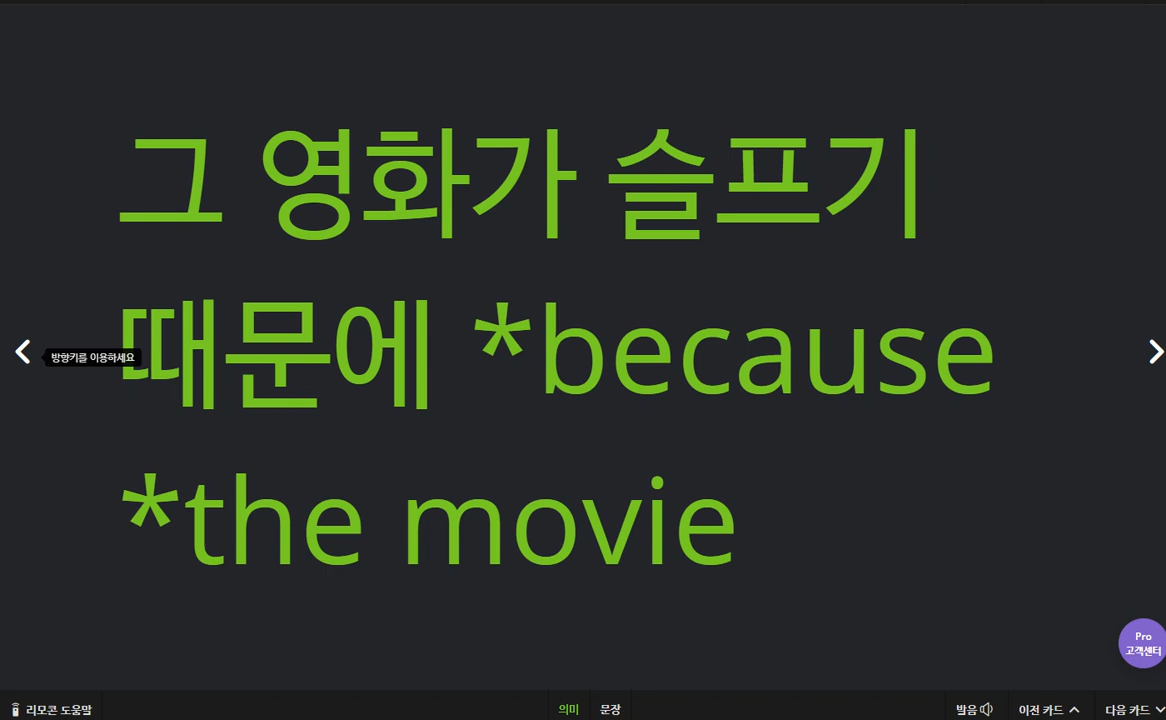 그 영화가 슬프기
때문에 *because
방향키를 이용하세요
*the movie
Pro
고객센터
리모콘 도움말
의미
문장
발음
이전 카드
다음 카드